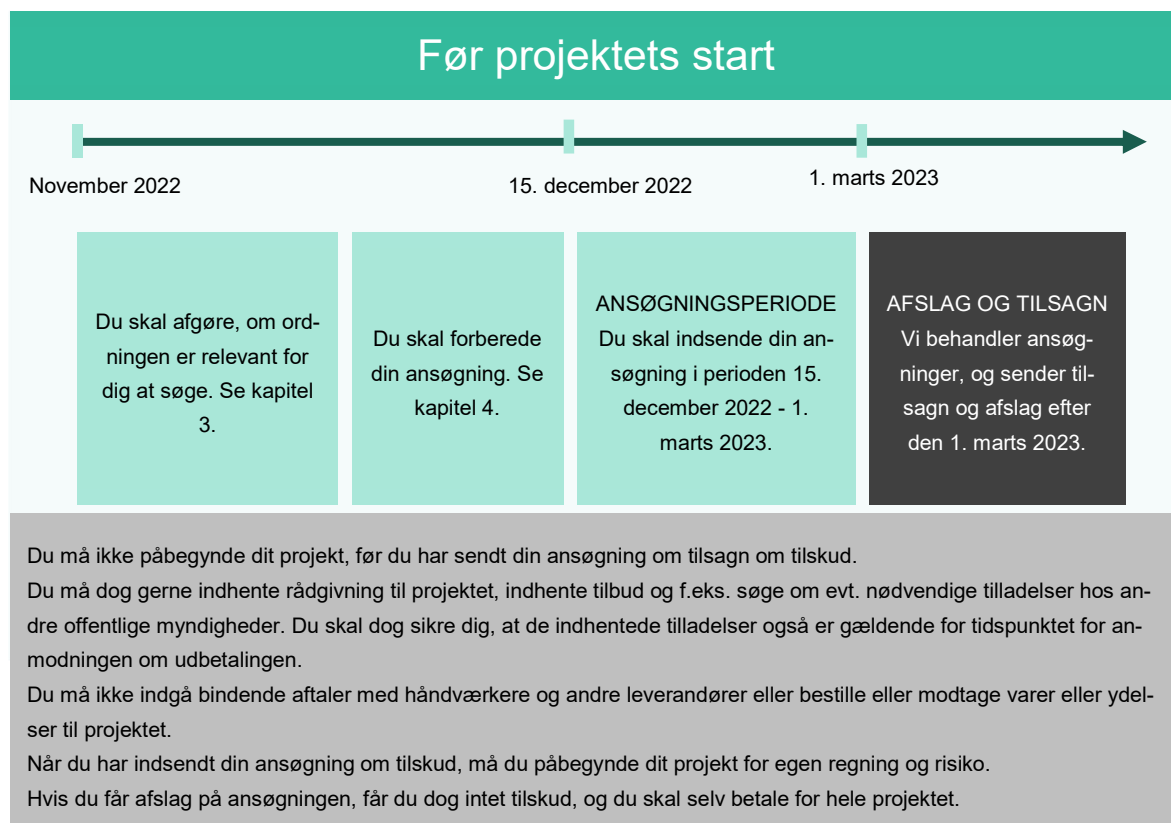 Før projektets start
November 2022
15. december 2022
1. marts 2023
Du skal afgøre, om ord-
ningen er relevant for
dig at søge. Se kapitel
3.
Du skal forberede
din ansøgning. Se
kapitel 4.
ANSØGNINGSPERIODE
Du skal indsende din an-
søgning i perioden 15.
december 2022 - 1.
marts 2023.
AFSLAG OG TILSAGN
Vi behandler ansøg-
ninger, og sender til-
sagn og afslag efter
den 1. marts 2023.
Du må ikke påbegynde dit projekt, før du har sendt din ansøgning om tilsagn om tilskud.
Du må dog gerne indhente rådgivning til projektet, indhente tilbud og f.eks. søge om evt. nødvendige tilladelser hos an-
dre offentlige myndigheder. Du skal dog sikre dig, at de indhentede tilladelser også er gældende for tidspunktet for an-
modningen om udbetalingen.
Du må ikke indgå bindende aftaler med håndværkere og andre leverandører eller bestille eller modtage varer eller ydel-
ser til projektet.
Når du har indsendt din ansøgning om tilskud, må du påbegynde dit projekt for egen regning og risiko.
Hvis du får afslag på ansøgningen, får du dog intet tilskud, og du skal selv betale for hele projektet.